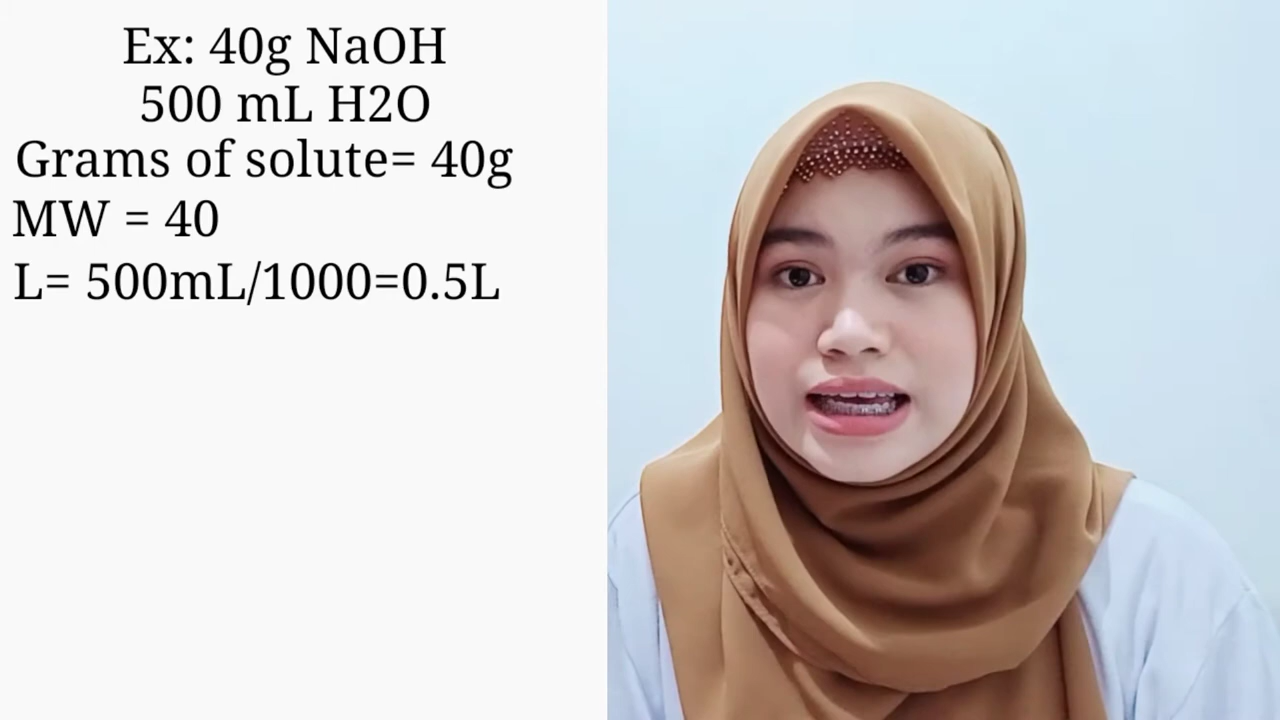 Ex: 40g NaOH
500 mL H2O
Grams of solute= 40g
MW = 40
L= 500mL/1000=0.5L